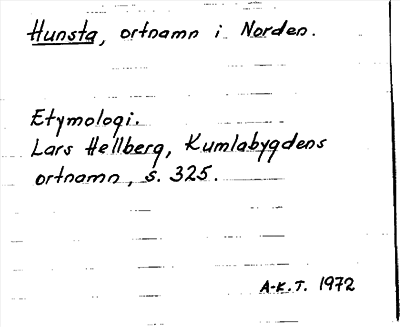 Hunsta, ortnamn i Norden.
Etymologi.
Lars Hellberg, Kumlabygdens
ortnamn, s. 325.
A-K.T. 1972